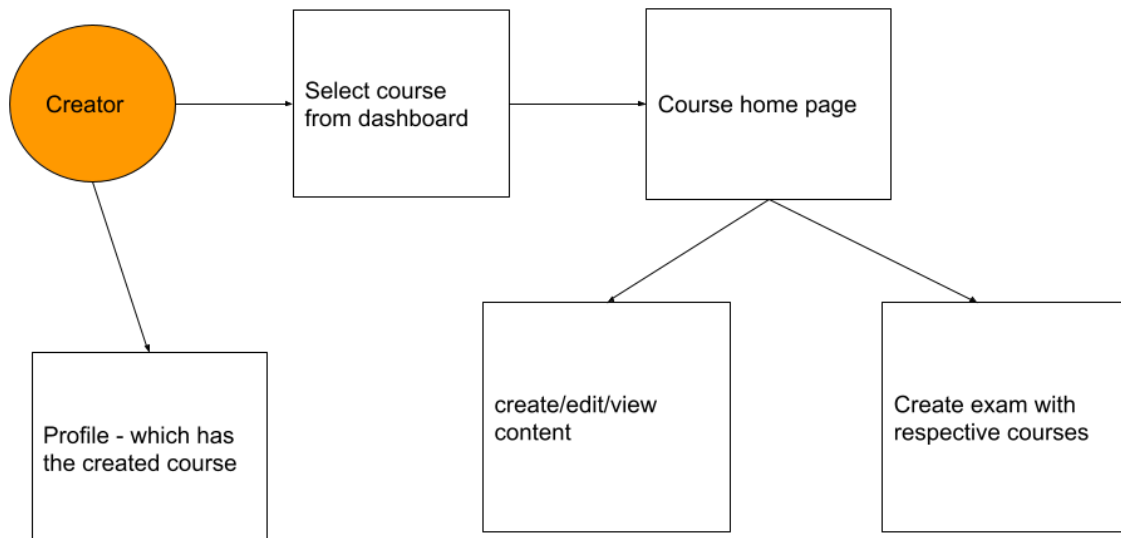 Creator
Select course
from dashboard
Course home page
Profile - which has
the created course
create/edit/view
content
Create exam with
respective courses